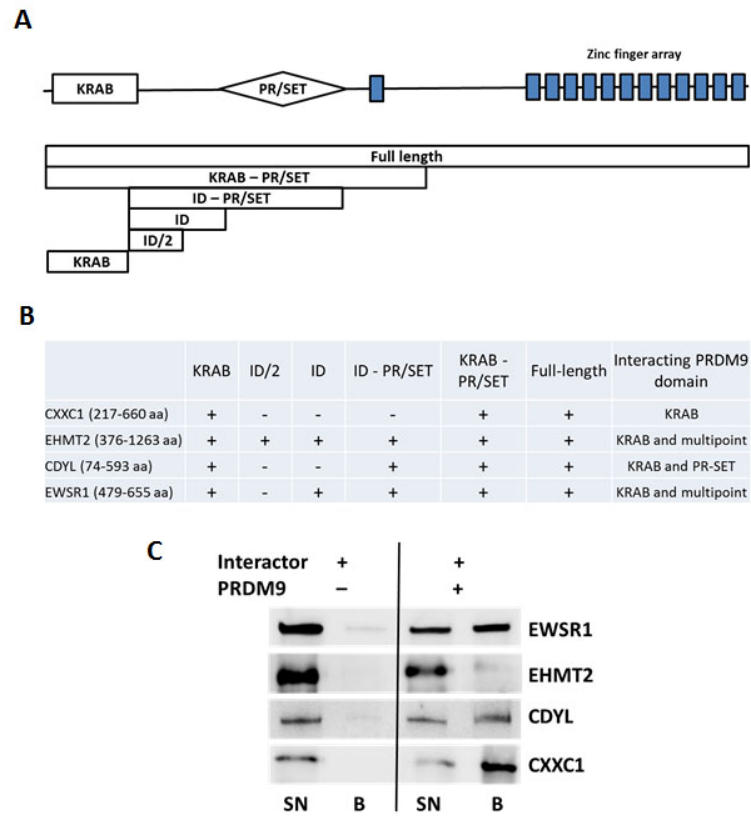 A
Zinc finger array
KRAB PR/SET
Full length
KRAB – PR/SET
ID – PR/SET
ID
ID/2
KRAB
B
KRAB ID/2 ID ID - PR/SET KRAB - PR/SET Full-length Interacting PRDM9 domain
CXXC1 (217-660 aa) + - - - + + KRAB
EHMT2 (376-1263 aa) + + + + + + KRAB and multipoint
CDYL (74-593 aa) + - - + + + KRAB and PR-SET
EWSR1 (479-655 aa) + - + + + + KRAB and multipoint
C
Interactor + +
PRDM9 – +
EWSR1
EHMT2
CDYL
CXXC1
SN B SN B